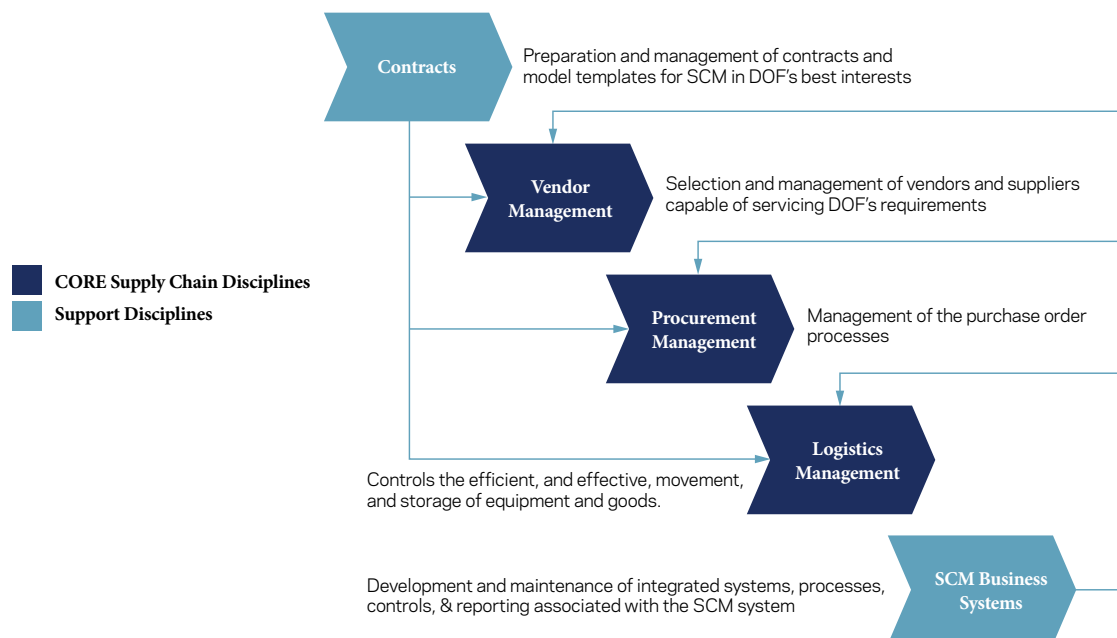 Contracts
Preparation and management of contracts and
model templates for SCM in DOF's best interests
Vendor
Management
Selection and management of vendors and suppliers
capable of servicing DOF's requirements
CORE Supply Chain Disciplines
Support Disciplines
Procurement
Management
Management of the purchase order
processes
Logistics
Management
Controls the efficient, and effective, movement,
and storage of equipment and goods.
SCM Business
Systems
Development and maintenance of integrated systems, processes,
controls, & reporting associated with the SCM system